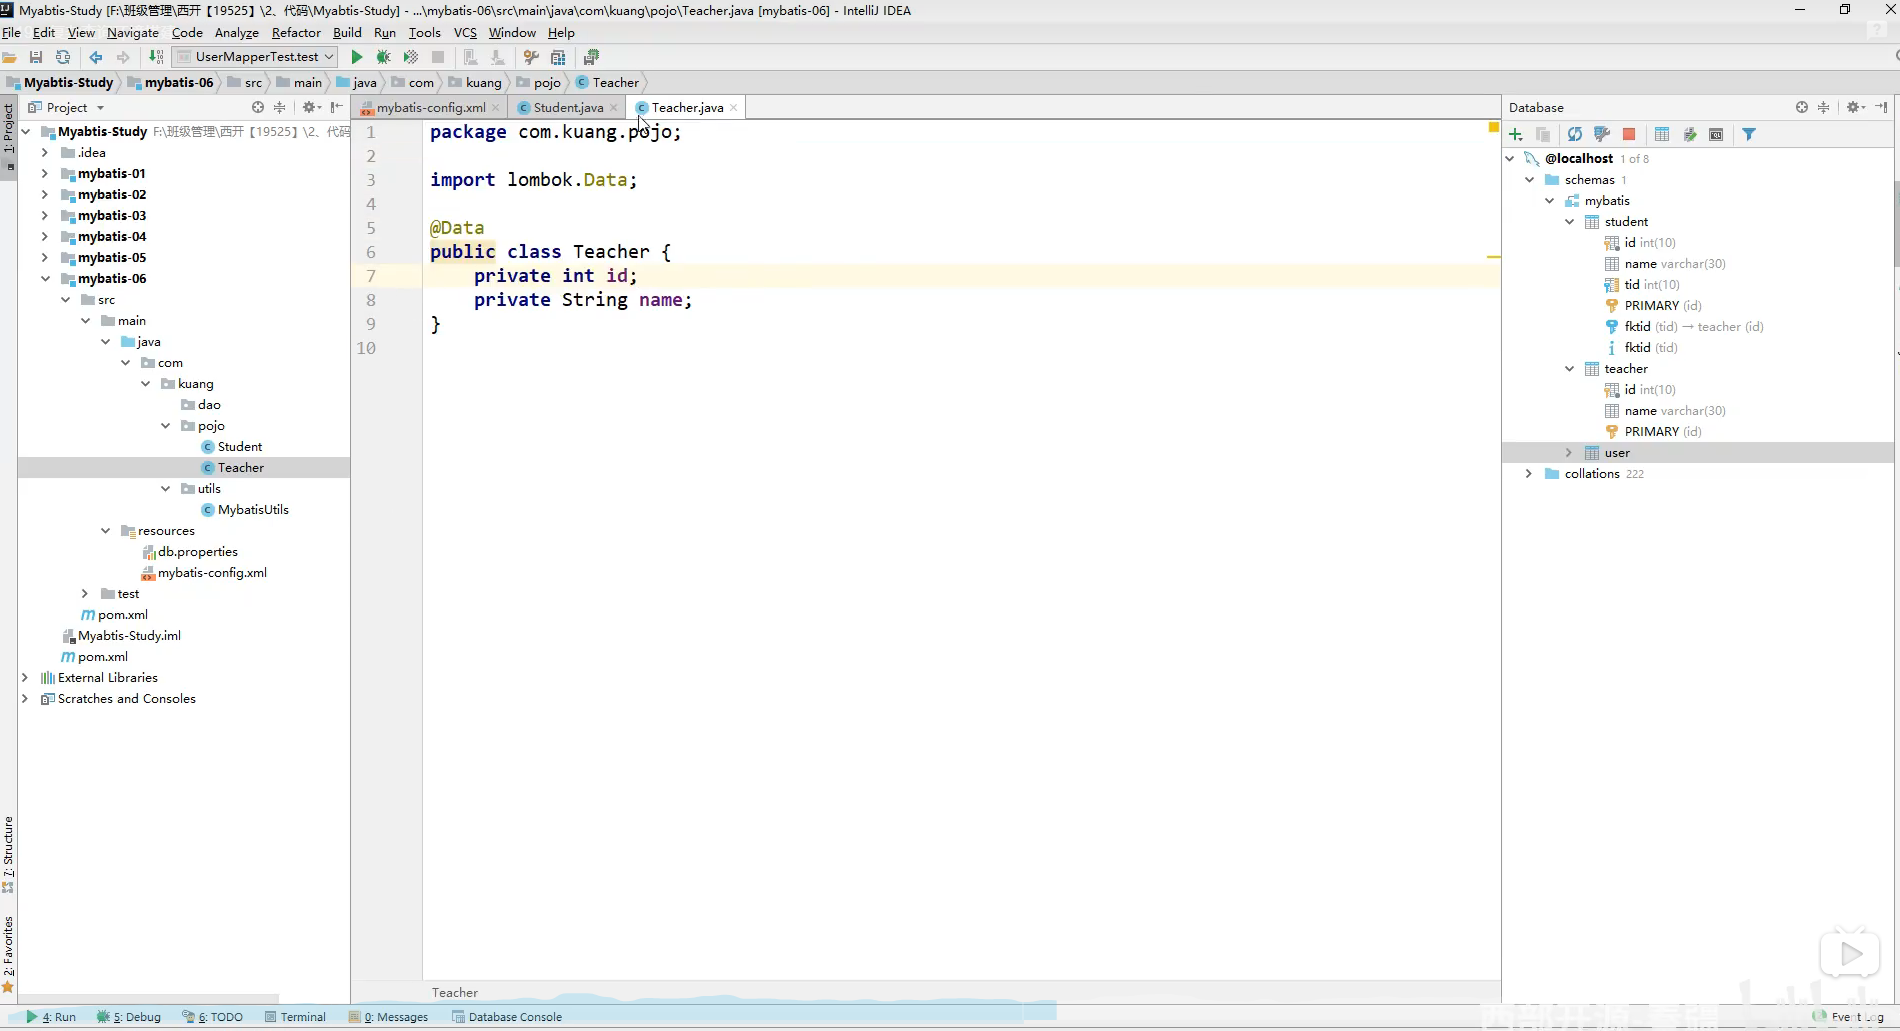 Myabtis-Study [F:\班级管理\西开【19525】\2、代码\Myabtis-Study] - ...\mybatis-06\src\main\java\com\kuang\pojo\Teacher.java [mybatis-06] - IntelliJ IDEA
File Edit View Navigate Code Analyze Refactor Build Run Tools VCS Window Help
UserMapperTest.test
Myabtis-Study mybatis-06 src main java com kuang pojo Teacher
Project
mybatis-config.xml Student.java Teacher.java
Database
1: Project
7: Structure
2: Favorites
Myabtis-Study F:\班级管理\西开【19525】\2、代码
.idea
mybatis-01
mybatis-02
mybatis-03
mybatis-04
mybatis-05
mybatis-06
src
main
java
com
kuang
dao
pojo
Student
Teacher
utils
MybatisUtils
resources
db.properties
mybatis-config.xml
test
pom.xml
Myabtis-Study.iml
pom.xml
External Libraries
Scratches and Consoles
1 package com.kuang.pojo;
2
3 import lombok.Data;
4
5 @Data
6 public class Teacher {
7 private int id;
8 private String name;
9 }
10
Teacher
@localhost 1 of 8
schemas 1
mybatis
student
id int(10)
name varchar(30)
tid int(10)
PRIMARY (id)
fktid (tid) → teacher (id)
fktid (tid)
teacher
id int(10)
name varchar(30)
PRIMARY (id)
user
collations 222
4: Run 5: Debug 6: TODO Terminal 0: Messages Database Console
Event Log